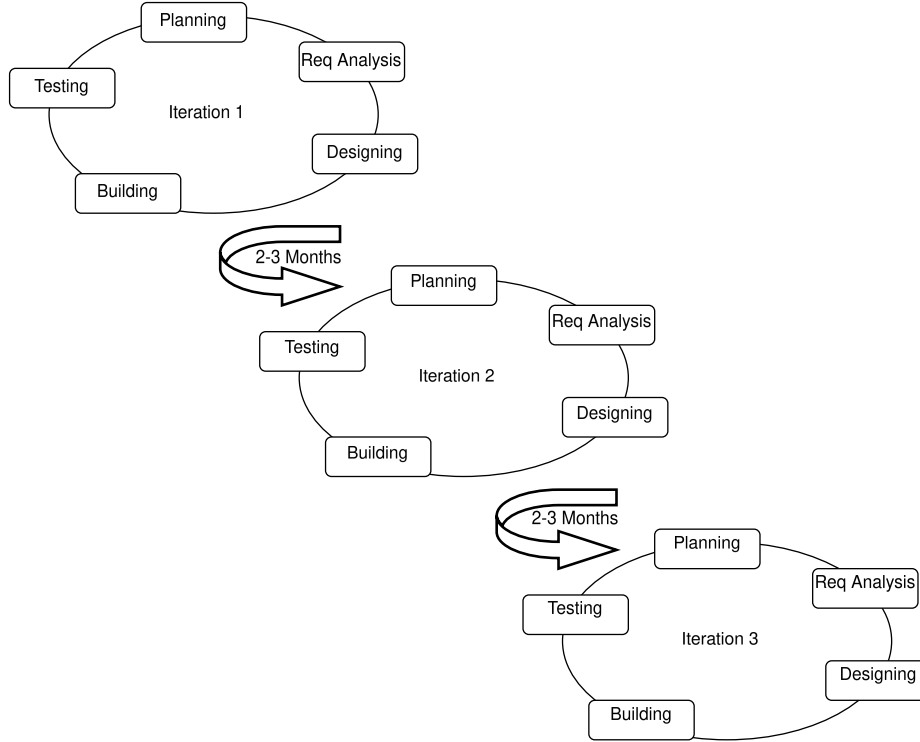 Planning
Req Analysis
Testing
Iteration 1
Designing
Building
2-3 Months
Planning
Req Analysis
Testing
Iteration 2
Designing
Building
2-3 Months
Planning
Req Analysis
Testing
Iteration 3
Designing
Building